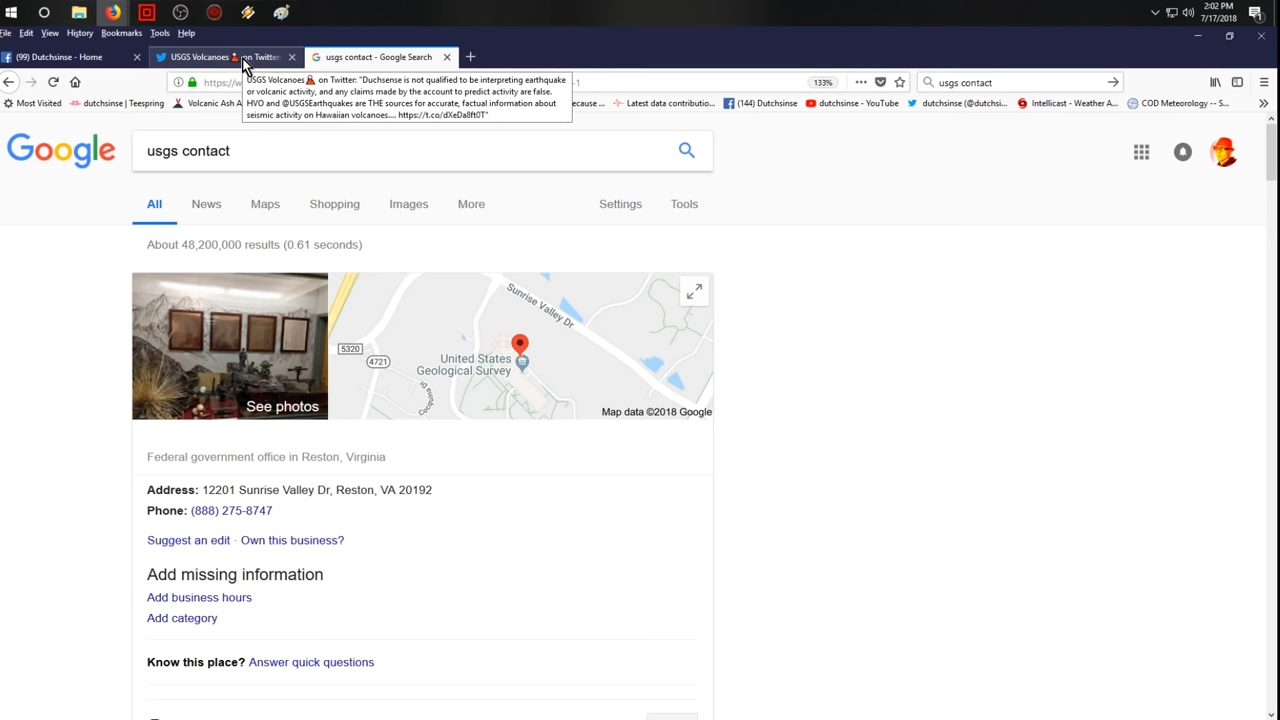 2:02 PM
7/17/2018
File Edit View History Bookmarks Tools Help
(99) Dutchsinse - Home
USGS Volcanoes on Twitter:
usgs contact - Google Search
https://w
-1
133%
usgs contact
USGS Volcanoes on Twitter: "Duchsense is not qualified to be interpreting earthquake
or volcanic activity, and any claims made by the account to predict activity are false.
HVO and @USGSEarthquakes are THE sources for accurate, factual information about
seismic activity on Hawaiian volcanoes.... https://t.co/dXeDa8ft0T"
Most Visited
dutchsinse | Teespring
Volcanic Ash A
ecause ...
Latest data contributio...
(144) Dutchsinse
dutchsinse - YouTube
dutchsinse (@dutchsi...
Intellicast - Weather ...
COD Meteorology -- S...
Google
usgs contact
All News Maps Shopping Images More Settings Tools
About 48,200,000 results (0.61 seconds)
Sunrise Valley Dr
5320
4721
United States
Geological Survey
See photos
Map data ©2018 Google
Federal government office in Reston, Virginia
Address: 12201 Sunrise Valley Dr, Reston, VA 20192
Phone: (888) 275-8747
Suggest an edit · Own this business?
Add missing information
Add business hours
Add category
Know this place? Answer quick questions